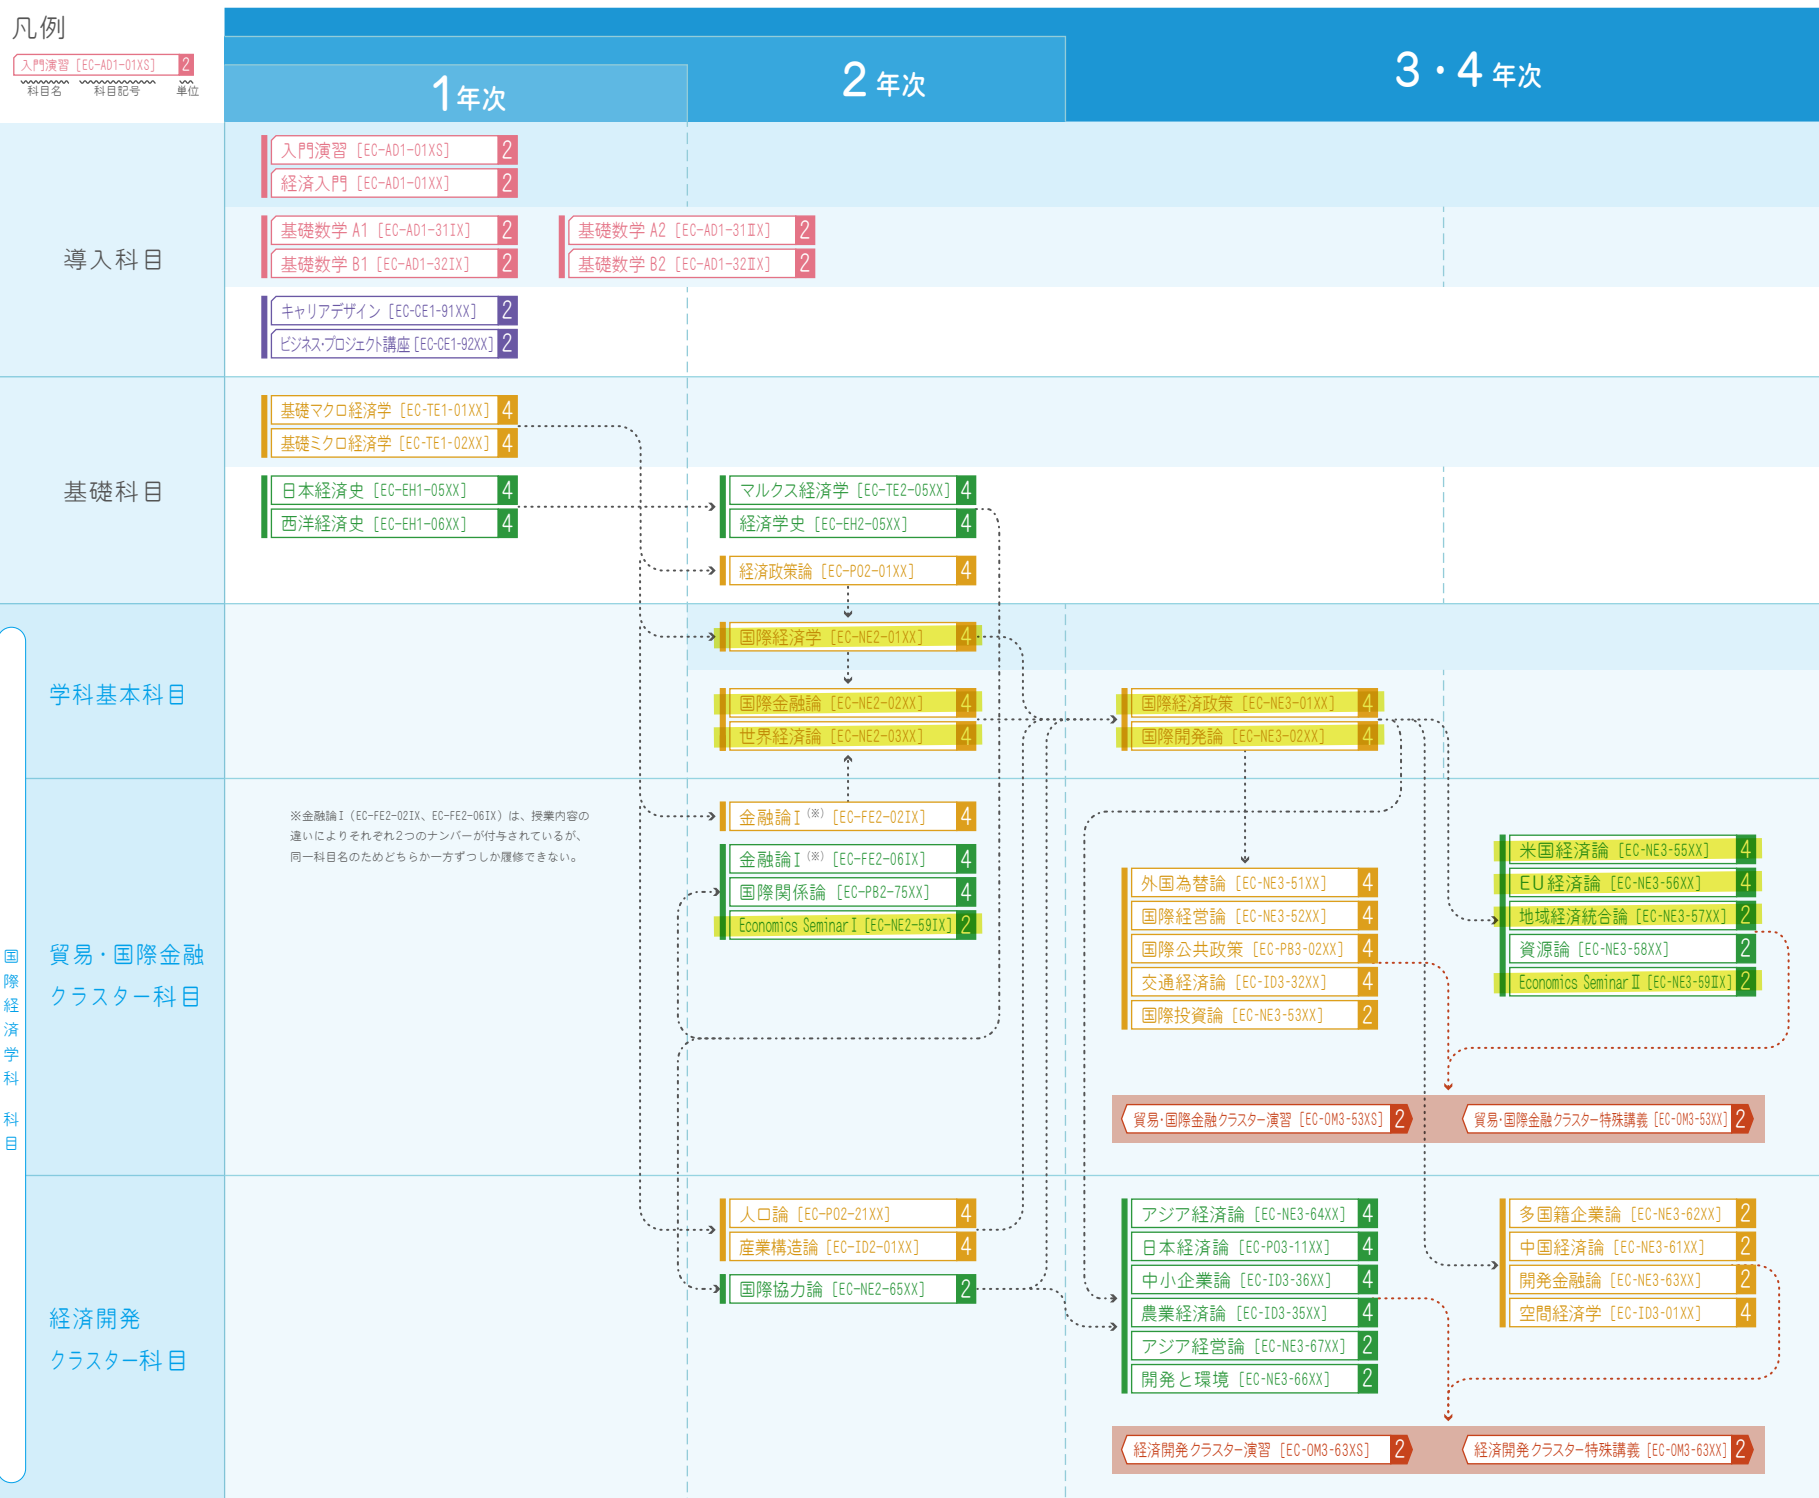 凡例
入門演習 [EC-AD1-01XS] 2
科目名 科目記号 単位
1年次
2年次
3・4年次
導入科目
入門演習 [EC-AD1-01XS] 2
経済入門 [EC-AD1-01XX] 2
基礎数学 A1 [EC-AD1-31IX] 2
基礎数学 B1 [EC-AD1-32IX] 2
基礎数学 A2 [EC-AD1-31ⅡX] 2
基礎数学 B2 [EC-AD1-32ⅡX] 2
キャリアデザイン [EC-CE1-91XX] 2
ビジネス・プロジェクト講座 [EC-CE1-92XX] 2
基礎科目
基礎マクロ経済学 [EC-TE1-01XX] 4
基礎ミクロ経済学 [EC-TE1-02XX] 4
日本経済史 [EC-EH1-05XX] 4
西洋経済史 [EC-EH1-06XX] 4
マルクス経済学 [EC-TE2-05XX] 4
経済学史 [EC-EH2-05XX] 4
経済政策論 [EC-PO2-01XX] 4
国際経済学科 科目
学科基本科目
国際経済学 [EC-NE2-01XX] 4
国際金融論 [EC-NE2-02XX] 4
世界経済論 [EC-NE2-03XX] 4
国際経済政策 [EC-NE3-01XX] 4
国際開発論 [EC-NE3-02XX] 4
貿易・国際金融
クラスター科目
※金融論Ⅰ(EC-FE2-02IX、EC-FE2-06IX)は、授業内容の
違いによりそれぞれ2つのナンバーが付与されているが、
同一科目名のためどちらか一方ずつしか履修できない。
金融論Ⅰ(※) [EC-FE2-02IX] 4
金融論Ⅰ(※) [EC-FE2-06IX] 4
国際関係論 [EC-PB2-75XX] 4
Economics SeminarⅠ [EC-NE2-59IX] 2
外国為替論 [EC-NE3-51XX] 4
国際経営論 [EC-NE3-52XX] 4
国際公共政策 [EC-PB3-02XX] 4
交通経済論 [EC-ID3-32XX] 4
国際投資論 [EC-NE3-53XX] 2
米国経済論 [EC-NE3-55XX] 4
EU経済論 [EC-NE3-56XX] 4
地域経済統合論 [EC-NE3-57XX] 2
資源論 [EC-NE3-58XX] 2
Economics SeminarⅡ [EC-NE3-59ⅡX] 2
貿易・国際金融クラスター演習 [EC-OM3-53XS] 2
貿易・国際金融クラスター特殊講義 [EC-OM3-53XX] 2
経済開発
クラスター科目
人口論 [EC-PO2-21XX] 4
産業構造論 [EC-ID2-01XX] 4
国際協力論 [EC-NE2-65XX] 2
アジア経済論 [EC-NE3-64XX] 4
日本経済論 [EC-PO3-11XX] 4
中小企業論 [EC-ID3-36XX] 4
農業経済論 [EC-ID3-35XX] 4
アジア経営論 [EC-NE3-67XX] 2
開発と環境 [EC-NE3-66XX] 2
多国籍企業論 [EC-NE3-62XX] 2
中国経済論 [EC-NE3-61XX] 2
開発金融論 [EC-NE3-63XX] 2
空間経済学 [EC-ID3-01XX] 4
経済開発クラスター演習 [EC-OM3-63XS] 2
経済開発クラスター特殊講義 [EC-OM3-63XX] 2